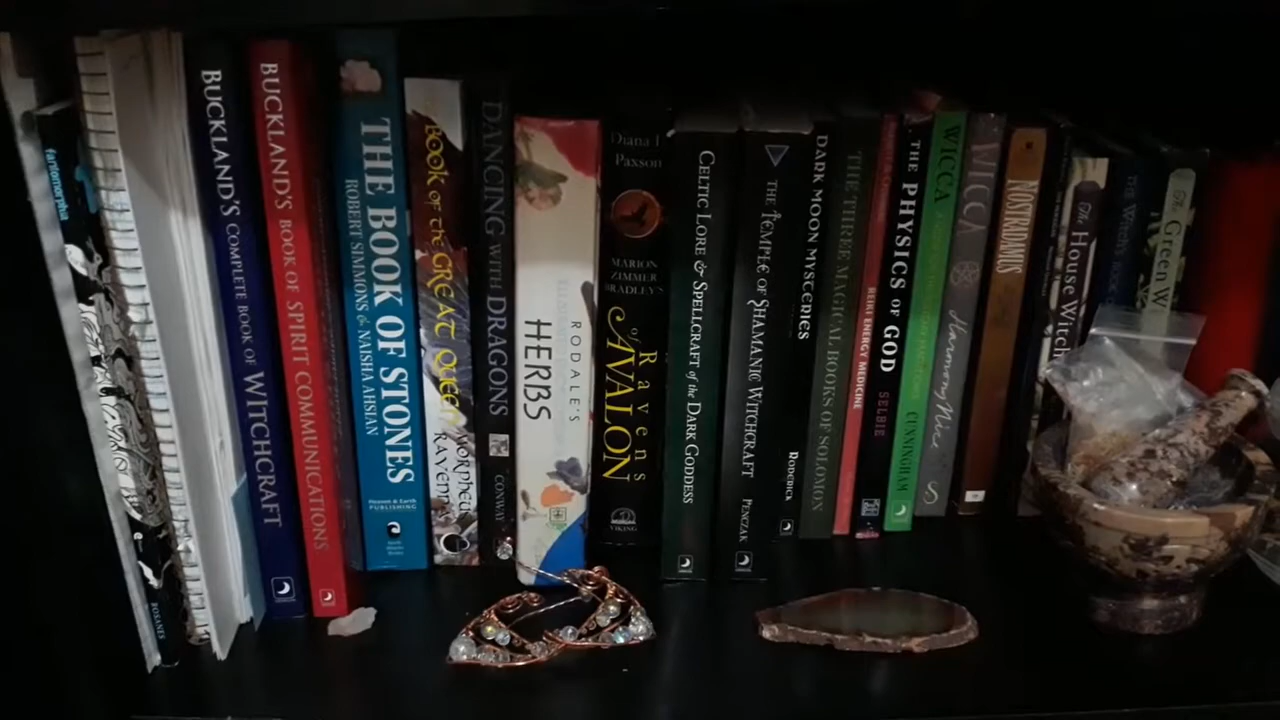 fantomorphia
ROSANES
BUCKLAND'S COMPLETE BOOK OF WITCHCRAFT
BUCKLAND'S BOOK OF SPIRIT COMMUNICATIONS
THE BOOK OF STONES
ROBERT SIMMONS & NAISHA AHSIAN
Heaven & Earth
PUBLISHING
BOOK OF the GREAT QUEEN
MORPHEUS
RAVENNA
DANCING WITH DRAGONS
CONWAY
RODALE'S
HERBS
Diana L
Paxson
MARION
ZIMMER
BRADLEY'S
Ravens
of AVALON
VIKING
CELTIC LORE & SPELLCRAFT of the DARK GODDESS
THE TEMPLE OF SHAMANIC WITCHCRAFT PENCZAK
DARK MOON MYSTERIES
RODERICK
THE THREE MAGICAL BOOKS OF SOLOMON
REIKI ENERGY MEDICINE
THE PHYSICS OF GOD SELBIE
WICCA
CUNNINGHAM
WICCA Harmony Nice
NOSTRADAMUS
The House Witch
The Green W